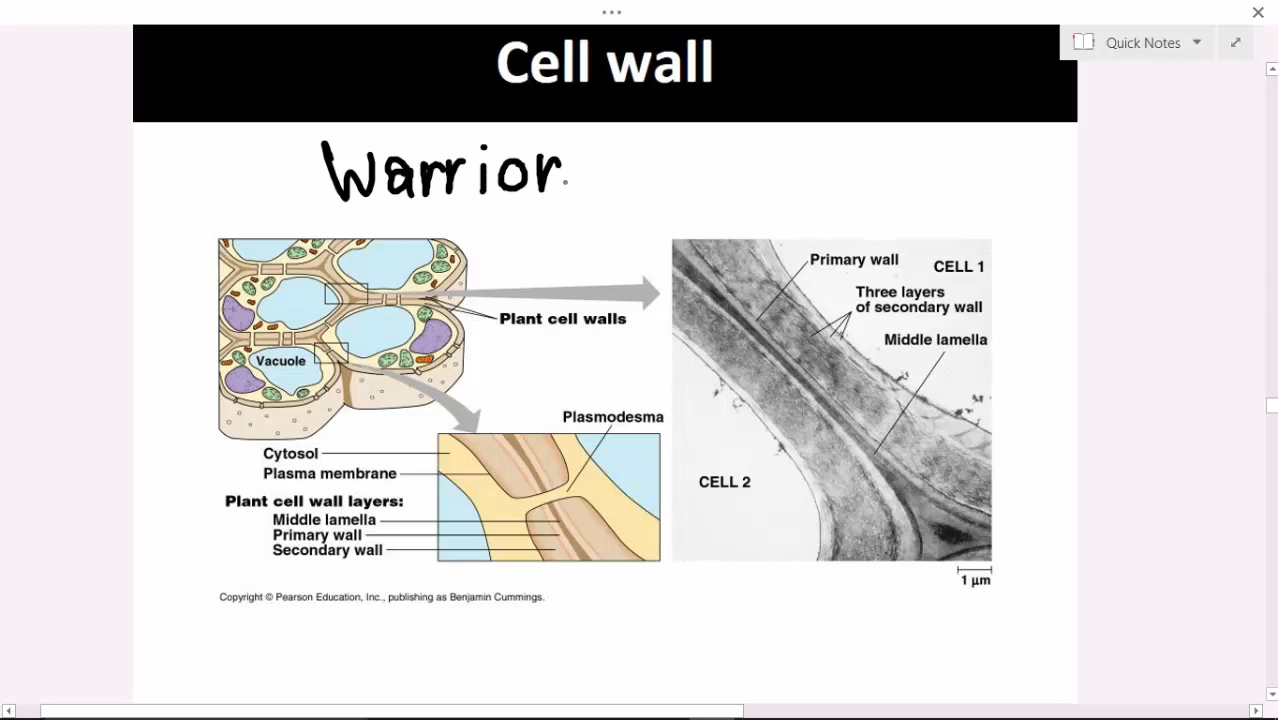 Quick Notes
Cell wall
Warrior
Primary wall
CELL 1
Three layers
of secondary wall
Plant cell walls
Middle lamella
Vacuole
Plasmodesma
Cytosol
Plasma membrane
CELL 2
Plant cell wall layers:
Middle lamella
Primary wall
Secondary wall
1 µm
Copyright © Pearson Education, Inc., publishing as Benjamin Cummings.